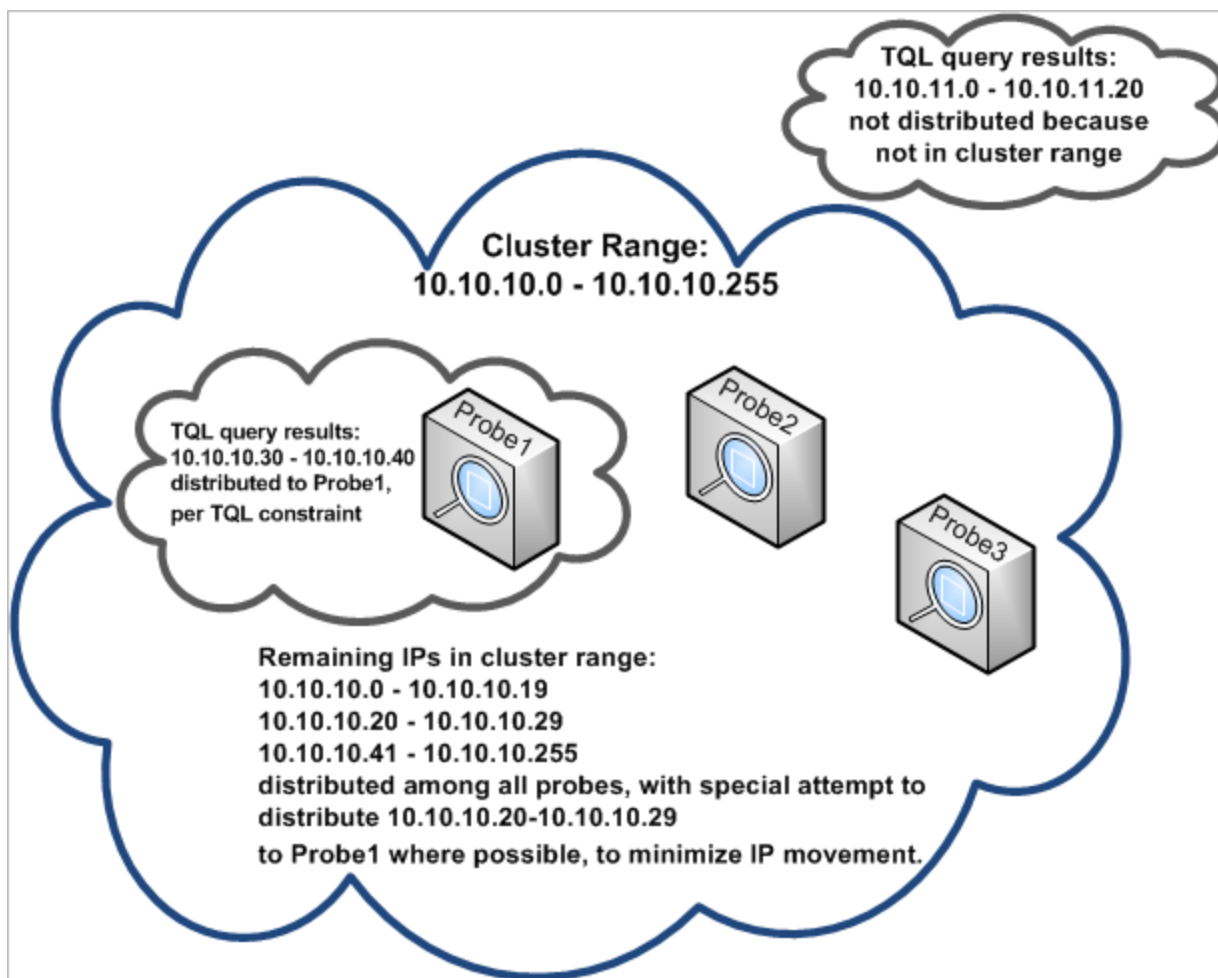 TQL query results:
10.10.11.0 - 10.10.11.20
not distributed because
not in cluster range
Cluster Range:
10.10.10.0 - 10.10.10.255
TQL query results:
10.10.10.30 - 10.10.10.40
distributed to Probe1,
per TQL constraint
Probe1
Probe2
Probe3
Remaining IPs in cluster range:
10.10.10.0 - 10.10.10.19
10.10.10.20 - 10.10.10.29
10.10.10.41 - 10.10.10.255
distributed among all probes, with special attempt to
distribute 10.10.10.20-10.10.10.29
to Probe1 where possible, to minimize IP movement.